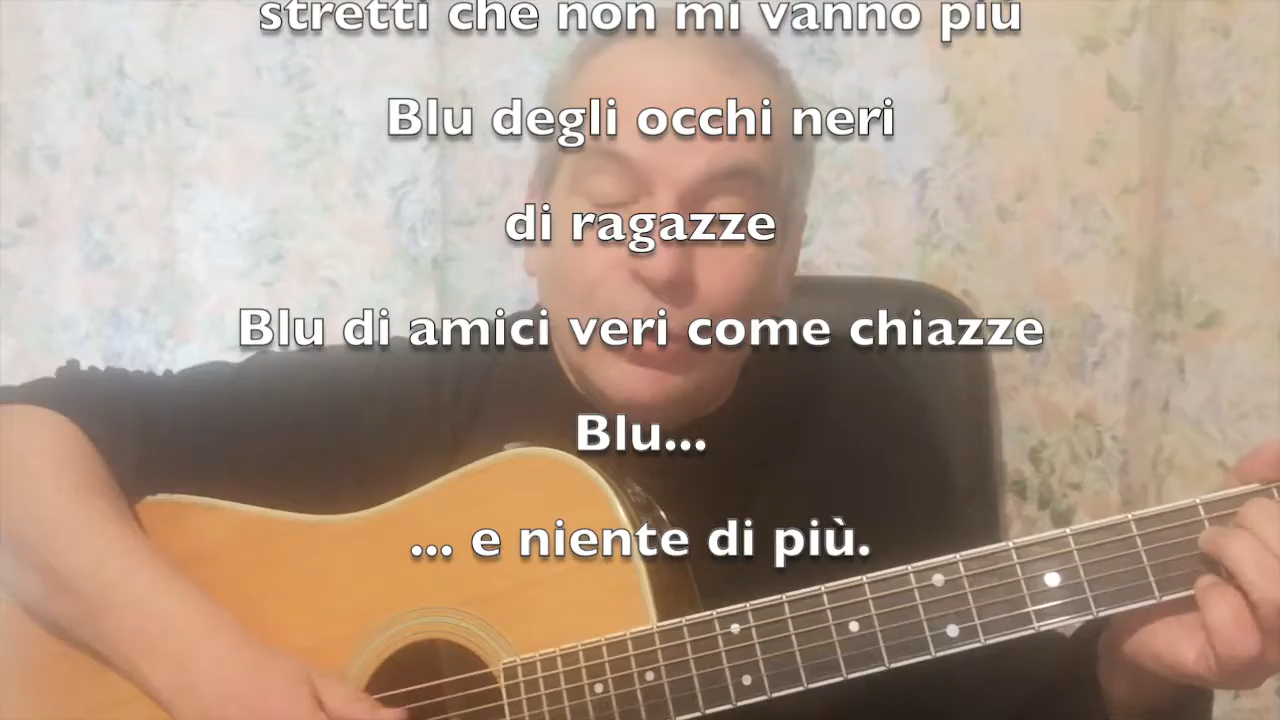 stretti che non mi vanno più
Blu degli occhi neri
di ragazze
Blu di amici veri come chiazze
Blu...
... e niente di più.